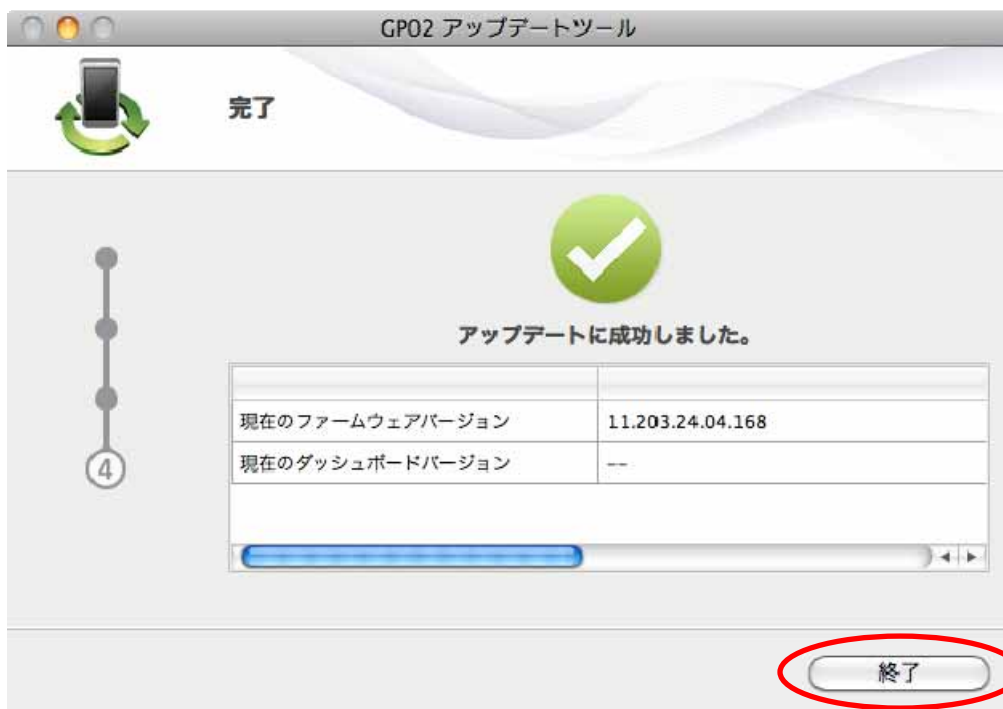 GP02 アップデートツール
完了
アップデートに成功しました。
現在のファームウェアバージョン 11.203.24.04.168
現在のダッシュボードバージョン --
4
終了